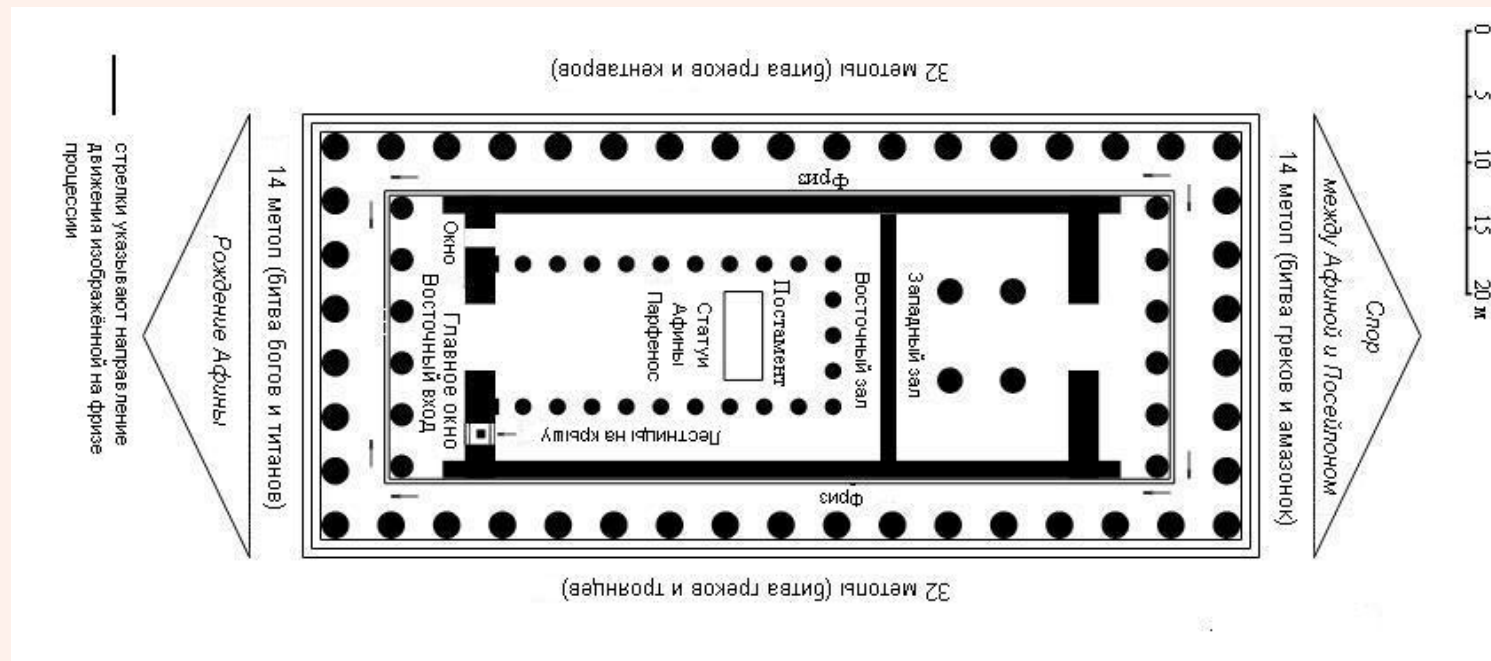 32 метопы (битва греков и кентавров)
0
5
10
15
20 м
стрелки указывают направление
движения изображённой на фризе
процессии
Рождение Афины
14 метоп (битва богов и титанов)
Фриз
Окно
Главное окно
Восточный вход
Постамент
Статуи
Афины
Парфенос
Восточный зал
Западный зал
Лестницы на крышу
Фриз
14 метоп (битва греков и амазонок)
Спор
между Афиной и Посейдоном
32 метопы (битва греков и троянцев)